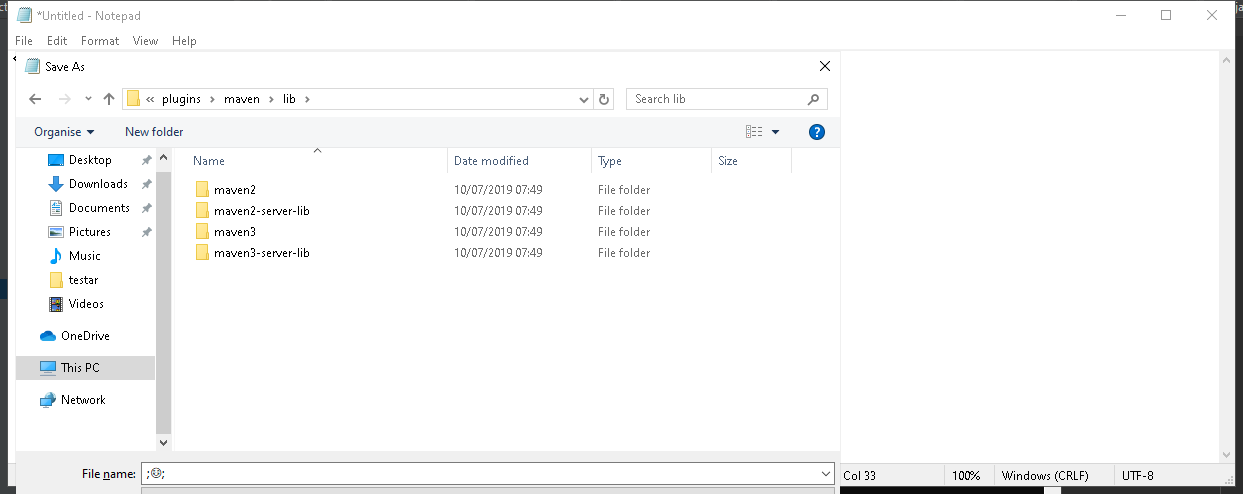 *Untitled - Notepad
File Edit Format View Help
Save As
« plugins > maven > lib >
Search lib
Organise
New folder
Name Date modified Type Size
Desktop
Downloads
Documents
Pictures
Music
testar
Videos
OneDrive
This PC
Network
maven2 10/07/2019 07:49 File folder
maven2-server-lib 10/07/2019 07:49 File folder
maven3 10/07/2019 07:49 File folder
maven3-server-lib 10/07/2019 07:49 File folder
File name: ;☺;
Col 33 100% Windows (CRLF) UTF-8